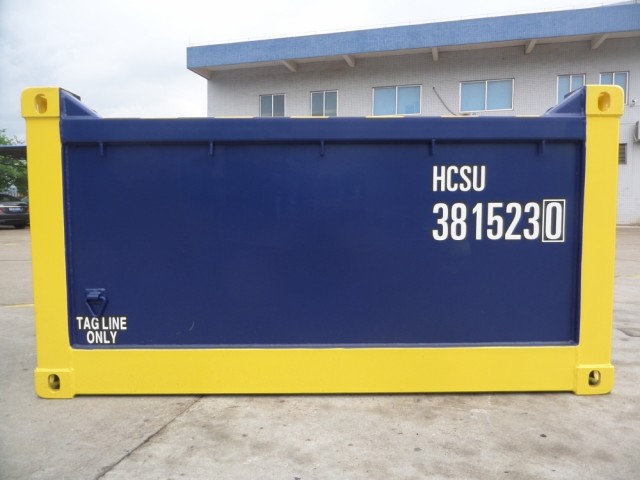 HCSU
3815230
TAG LINE
ONLY